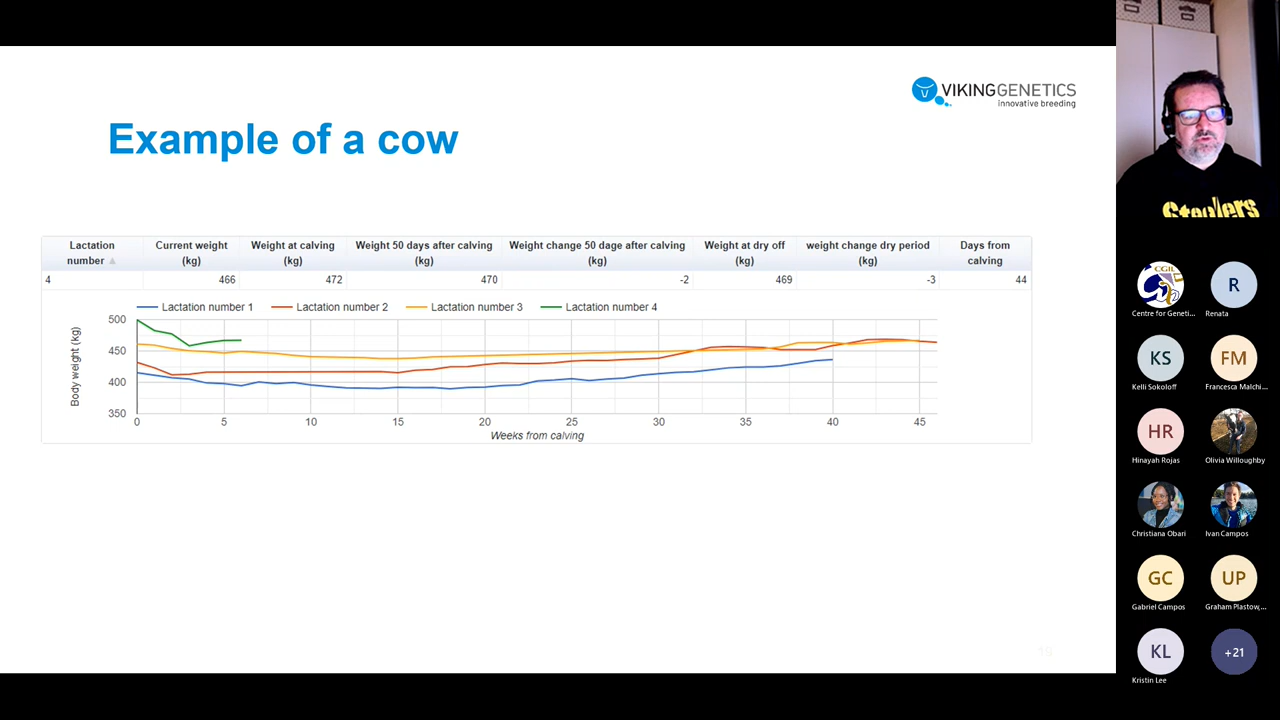 VIKINGGENETICS
innovative breeding
Example of a cow
Lactation number
Current weight (kg)
Weight at calving (kg)
Weight 50 days after calving (kg)
Weight change 50 dage after calving (kg)
Weight at dry off (kg)
weight change dry period (kg)
Days from calving
4 466 472 470 -2 469 -3 44
Lactation number 1 Lactation number 2 Lactation number 3 Lactation number 4
Body weight (kg)
500
450
400
350
0 5 10 15 20 25 30 35 40 45
Weeks from calving
Steelers
CGIL
Centre for Geneti...
R
Renata
KS
Kelli Sokoloff
FM
Francesca Malchi...
HR
Hinayah Rojas
Olivia Willoughby
Christiana Obari
Ivan Campos
GC
Gabriel Campos
UP
Graham Plastow,...
KL
Kristin Lee
+21